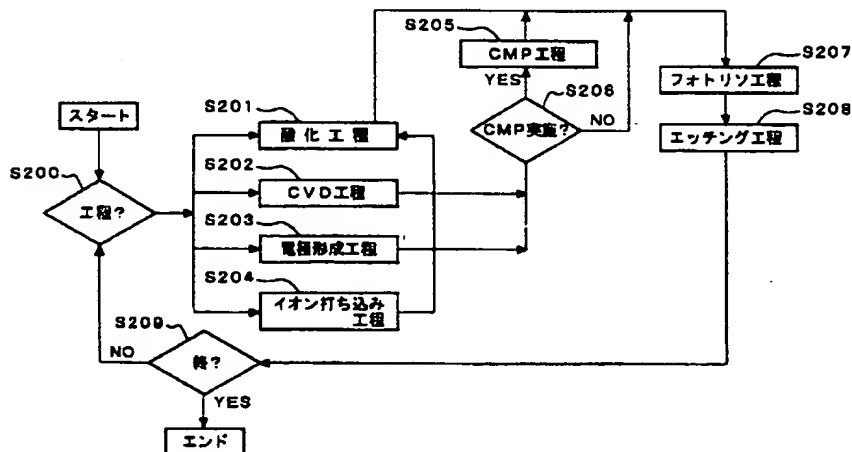 S205
CMP工程
YES
S206
CMP実施?
NO
S207
フォトリソ工程
S208
エッチング工程
スタート
S200
工程?
S201
酸化工程
S202
CVD工程
S203
電極形成工程
S204
イオン打ち込み
工程
S209
NO
終?
YES
エンド